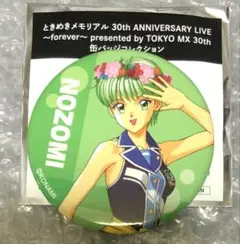 ときめきメモリアル 30th ANNIVERSARY LIVE
~forever~ presented by TOKYO MX 30th
缶バッジコレクション
NOZOMI
©KONAMI